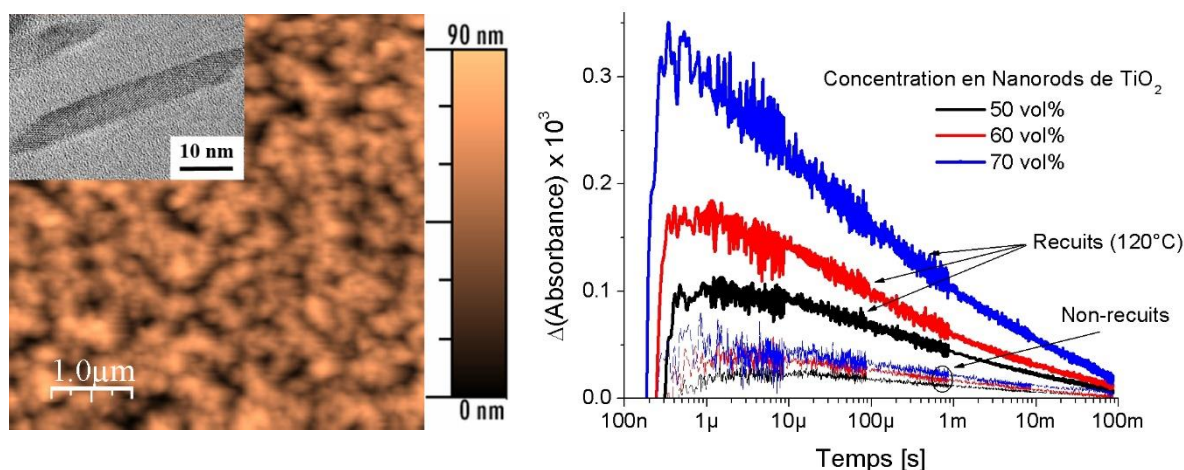 90 nm
10 nm
1.0µm
0 nm
Δ(Absorbance) x 10³
0.3
0.2
0.1
0.0
Concentration en Nanorods de TiO₂
50 vol%
60 vol%
70 vol%
Recuits (120°C)
Non-recuits
100n 1µ 10µ 100µ 1m 10m 100m
Temps [s]